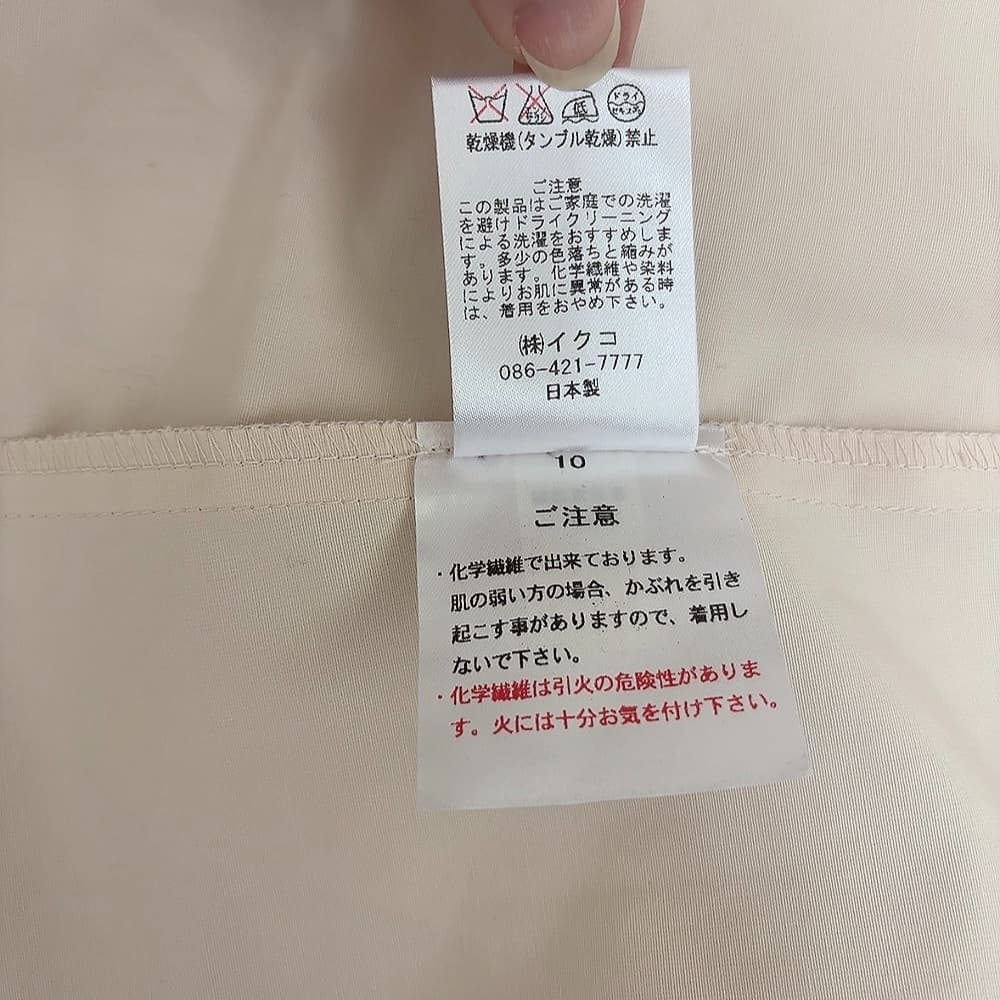 低 ドライ
乾燥機(タンブル乾燥)禁止
ご注意
この製品はご家庭での洗濯
を避けドライクリーニング
による洗濯をおすすめしま
す。多少の色落ちと縮みが
あります。化学繊維や染料
によりお肌に異常がある時
は、着用をおやめ下さい。
㈱イクコ
086-421-7777
日本製
10
ご注意
・化学繊維で出来ております。
肌の弱い方の場合、かぶれを引き
起こす事がありますので、着用し
ないで下さい。
・化学繊維は引火の危険性がありま
す。火には十分お気を付け下さい。